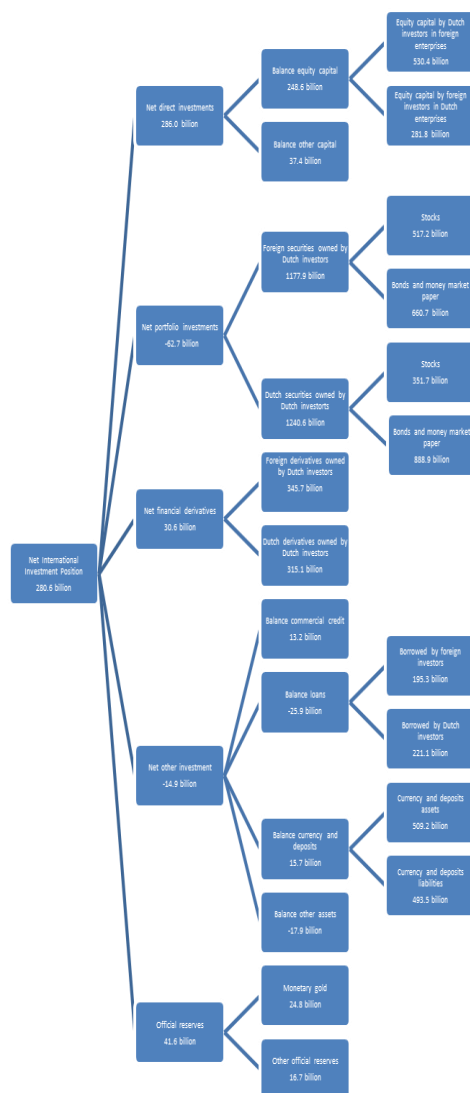 Net International
Investment Position
280.6 billion
Net direct investments
286.0 billion
Balance equity capital
248.6 billion
Equity capital by Dutch
investors in foreign
enterprises
530.4 billion
Equity capital by foreign
investors in Dutch
enterprises
281.8 billion
Balance other capital
37.4 billion
Net portfolio investments
-62.7 billion
Foreign securities owned by
Dutch investors
1177.9 billion
Stocks
517.2 billion
Bonds and money market
paper
660.7 billion
Dutch securities owned by
Dutch investorts
1240.6 billion
Stocks
351.7 billion
Bonds and money market
paper
888.9 billion
Net financial derivatives
30.6 billion
Foreign derivatives owned
by Dutch investors
345.7 billion
Dutch derivatives owned by
Dutch investors
315.1 billion
Net other investment
-14.9 billion
Balance commercial credit
13.2 billion
Balance loans
-25.9 billion
Borrowed by foreign
investors
195.3 billion
Borrowed by Dutch
investors
221.1 billion
Balance currency and
deposits
15.7 billion
Currency and deposits
assets
509.2 billion
Currency and deposits
liabilities
493.5 billion
Balance other assets
-17.9 billion
Official reserves
41.6 billion
Monetary gold
24.8 billion
Other official reserves
16.7 billion